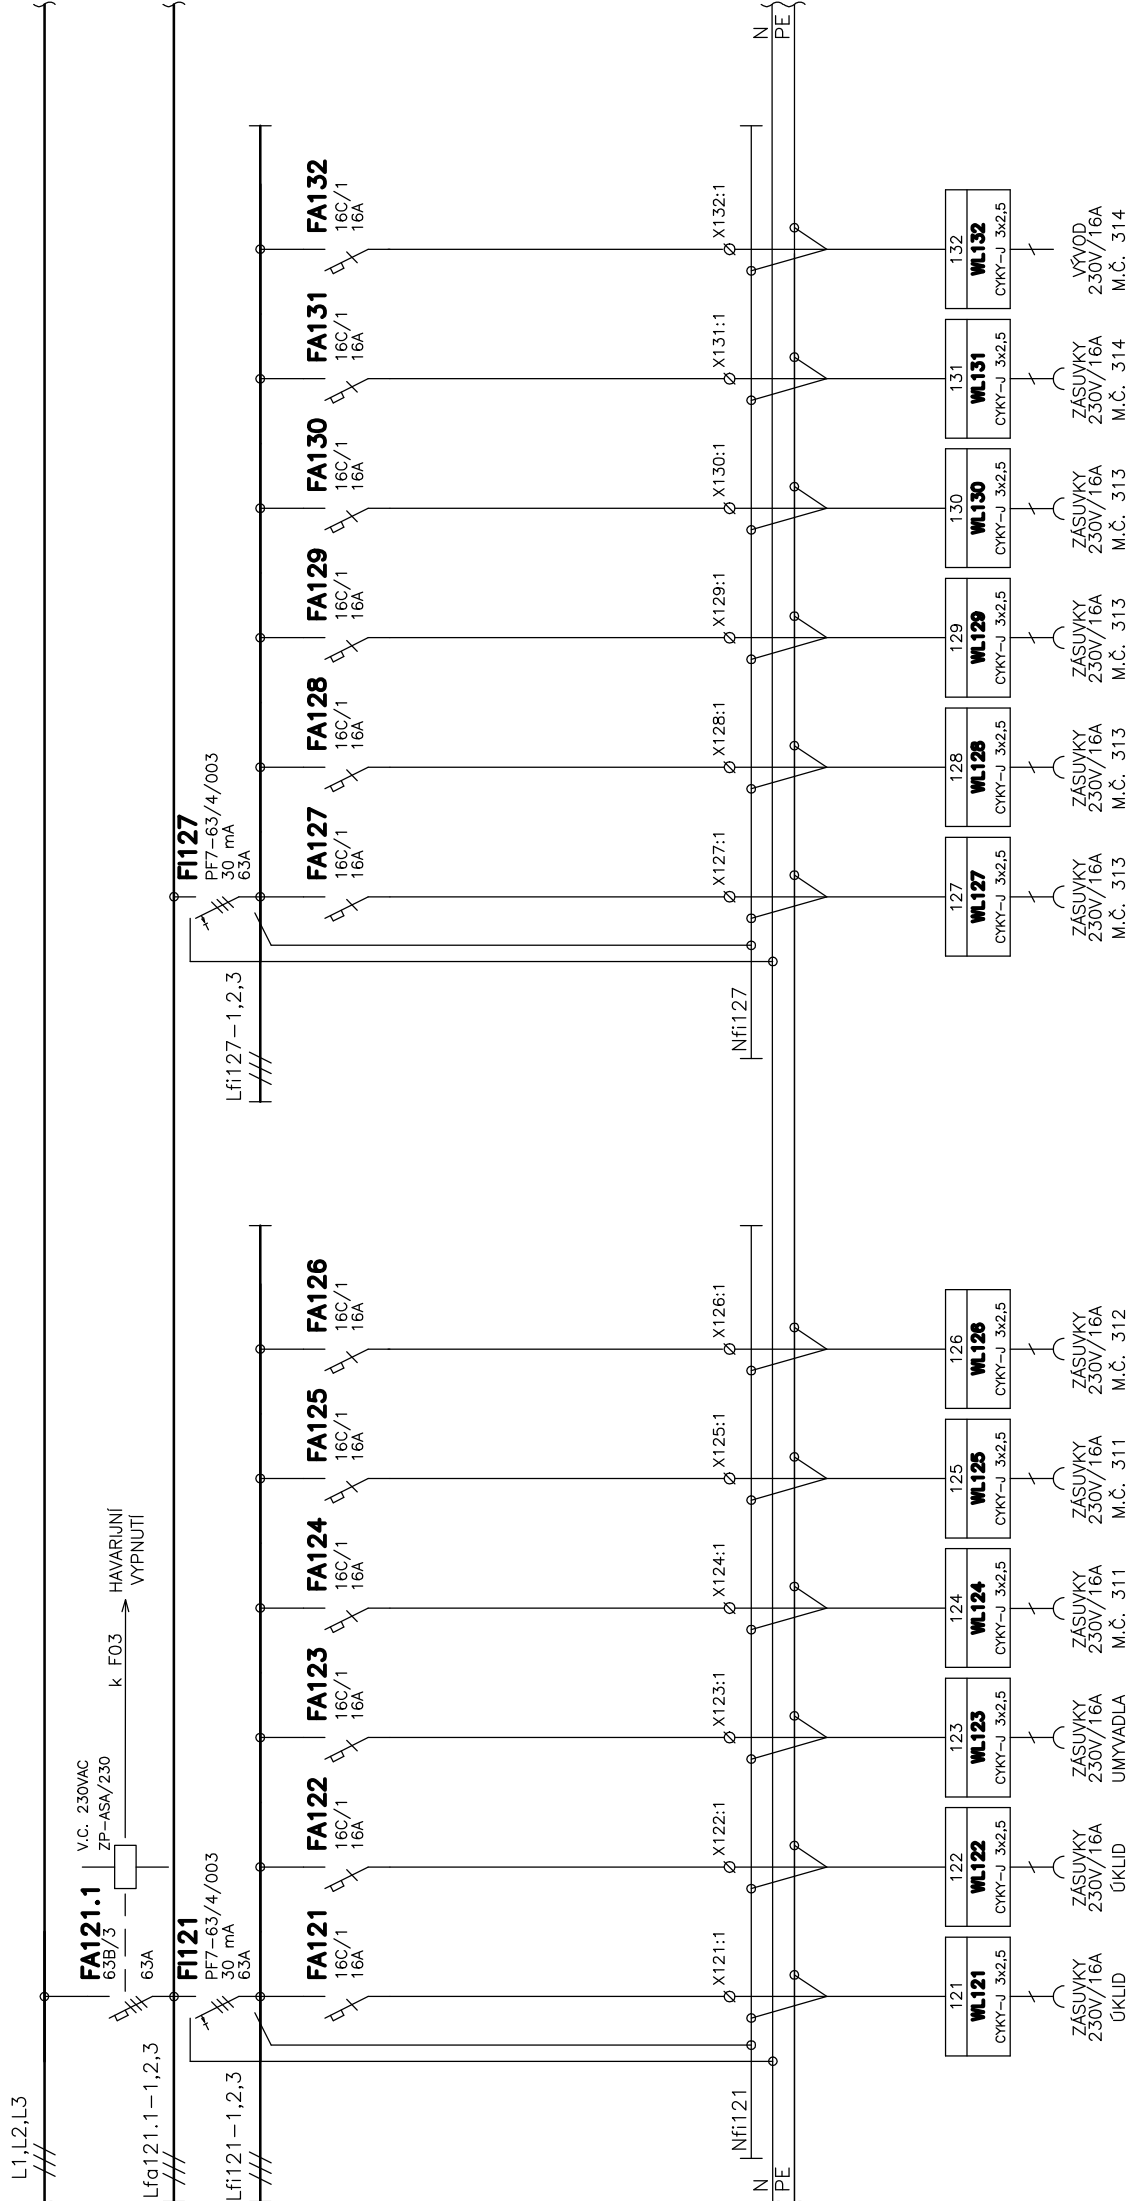 L1,L2,L3
FA121.1
63B/3
63A
V.C. 230VAC
ZP-ASA/230
k F03
HAVARIJNÍ
VYPNUTÍ
Lfa121.1-1,2,3
FI121
PF7-63/4/003
30 mA
63A
FI127
PF7-63/4/003
30 mA
63A
Lfi121-1,2,3
Lfi127-1,2,3
FA121
16C/1
16A
FA122
16C/1
16A
FA123
16C/1
16A
FA124
16C/1
16A
FA125
16C/1
16A
FA126
16C/1
16A
FA127
16C/1
16A
FA128
16C/1
16A
FA129
16C/1
16A
FA130
16C/1
16A
FA131
16C/1
16A
FA132
16C/1
16A
X121:1
X122:1
X123:1
X124:1
X125:1
X126:1
X127:1
X128:1
X129:1
X130:1
X131:1
X132:1
Nfi121
Nfi127
N
PE
N
PE
121
WL121
CYKY-J 3x2,5
ZÁSUVKY
230V/16A
ÚKLID
122
WL122
CYKY-J 3x2,5
ZÁSUVKY
230V/16A
ÚKLID
123
WL123
CYKY-J 3x2,5
ZÁSUVKY
230V/16A
UMYVADLA
124
WL124
CYKY-J 3x2,5
ZÁSUVKY
230V/16A
M.Č. 311
125
WL125
CYKY-J 3x2,5
ZÁSUVKY
230V/16A
M.Č. 311
126
WL126
CYKY-J 3x2,5
ZÁSUVKY
230V/16A
M.Č. 312
127
WL127
CYKY-J 3x2,5
ZÁSUVKY
230V/16A
M.Č. 313
128
WL128
CYKY-J 3x2,5
ZÁSUVKY
230V/16A
M.Č. 313
129
WL129
CYKY-J 3x2,5
ZÁSUVKY
230V/16A
M.Č. 313
130
WL130
CYKY-J 3x2,5
ZÁSUVKY
230V/16A
M.Č. 313
131
WL131
CYKY-J 3x2,5
ZÁSUVKY
230V/16A
M.Č. 314
132
WL132
CYKY-J 3x2,5
VÝVOD
230V/16A
M.Č. 314